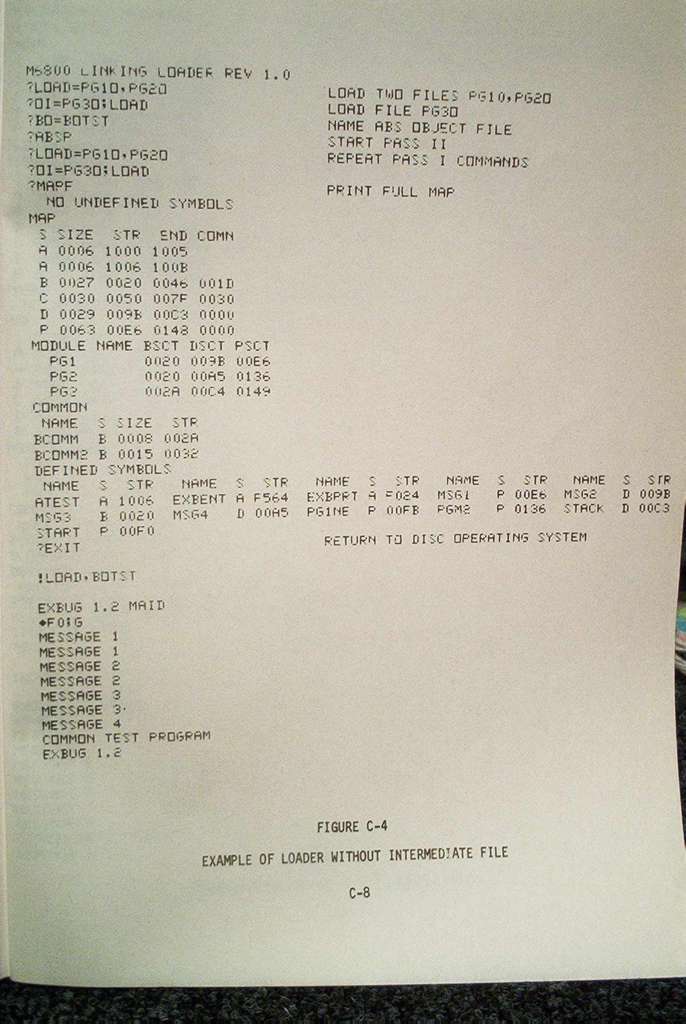 M6800 LINKING LOADER REV 1.0
?LOAD=PG10,PG20 LOAD TWO FILES PG10,PG20
?OI=PG30;LOAD LOAD FILE PG30
?BO=BOTST NAME ABS OBJECT FILE
?ABSP START PASS II
?LOAD=PG10,PG20 REPEAT PASS I COMMANDS
?OI=PG30;LOAD
?MAPF PRINT FULL MAP
NO UNDEFINED SYMBOLS
MAP
S SIZE STR END COMN
A 0006 1000 1005
A 0006 1006 100B
B 0027 0020 0046 001D
C 0030 0050 007F 0030
D 0029 009B 00C3 0000
P 0063 00E6 0148 0000
MODULE NAME BSCT DSCT PSCT
PG1 0020 009B 00E6
PG2 0020 00A5 0136
PG3 002A 00C4 0149
COMMON
NAME S SIZE STR
BCOMM B 0008 002A
BCOMM2 B 0015 0032
DEFINED SYMBOLS
NAME S STR NAME S STR NAME S STR NAME S STR NAME S STR
ATEST A 1006 EXBENT A F564 EXBPRT A F024 MSG1 P 00E6 MSG2 D 009B
MSG3 B 0020 MSG4 D 00A5 PG1NE P 00FB PGM2 P 0136 STACK D 00C3
START P 00F0
?EXIT RETURN TO DISC OPERATING SYSTEM
!LOAD,BOTST
EXBUG 1.2 MAID
*F0;G
MESSAGE 1
MESSAGE 1
MESSAGE 2
MESSAGE 2
MESSAGE 3
MESSAGE 3
MESSAGE 4
COMMON TEST PROGRAM
EXBUG 1.2
FIGURE C-4
EXAMPLE OF LOADER WITHOUT INTERMEDIATE FILE
C-8